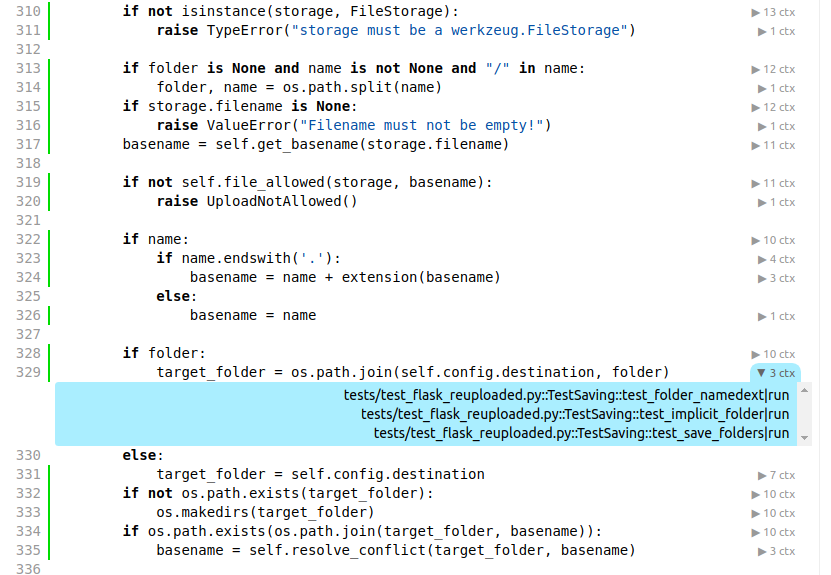 310         if not isinstance(storage, FileStorage): ▶ 13 ctx
311             raise TypeError("storage must be a werkzeug.FileStorage") ▶ 1 ctx
312
313         if folder is None and name is not None and "/" in name: ▶ 12 ctx
314             folder, name = os.path.split(name) ▶ 1 ctx
315         if storage.filename is None: ▶ 12 ctx
316             raise ValueError("Filename must not be empty!") ▶ 1 ctx
317         basename = self.get_basename(storage.filename) ▶ 11 ctx
318
319         if not self.file_allowed(storage, basename): ▶ 11 ctx
320             raise UploadNotAllowed() ▶ 1 ctx
321
322         if name: ▶ 10 ctx
323             if name.endswith('.'): ▶ 4 ctx
324                 basename = name + extension(basename) ▶ 3 ctx
325             else:
326                 basename = name ▶ 1 ctx
327
328         if folder: ▶ 10 ctx
329             target_folder = os.path.join(self.config.destination, folder) ▼ 3 ctx
tests/test_flask_reuploaded.py::TestSaving::test_folder_namedext|run
tests/test_flask_reuploaded.py::TestSaving::test_implicit_folder|run
tests/test_flask_reuploaded.py::TestSaving::test_save_folders|run
330         else:
331             target_folder = self.config.destination ▶ 7 ctx
332         if not os.path.exists(target_folder): ▶ 10 ctx
333             os.makedirs(target_folder) ▶ 10 ctx
334         if os.path.exists(os.path.join(target_folder, basename)): ▶ 10 ctx
335             basename = self.resolve_conflict(target_folder, basename) ▶ 3 ctx
336